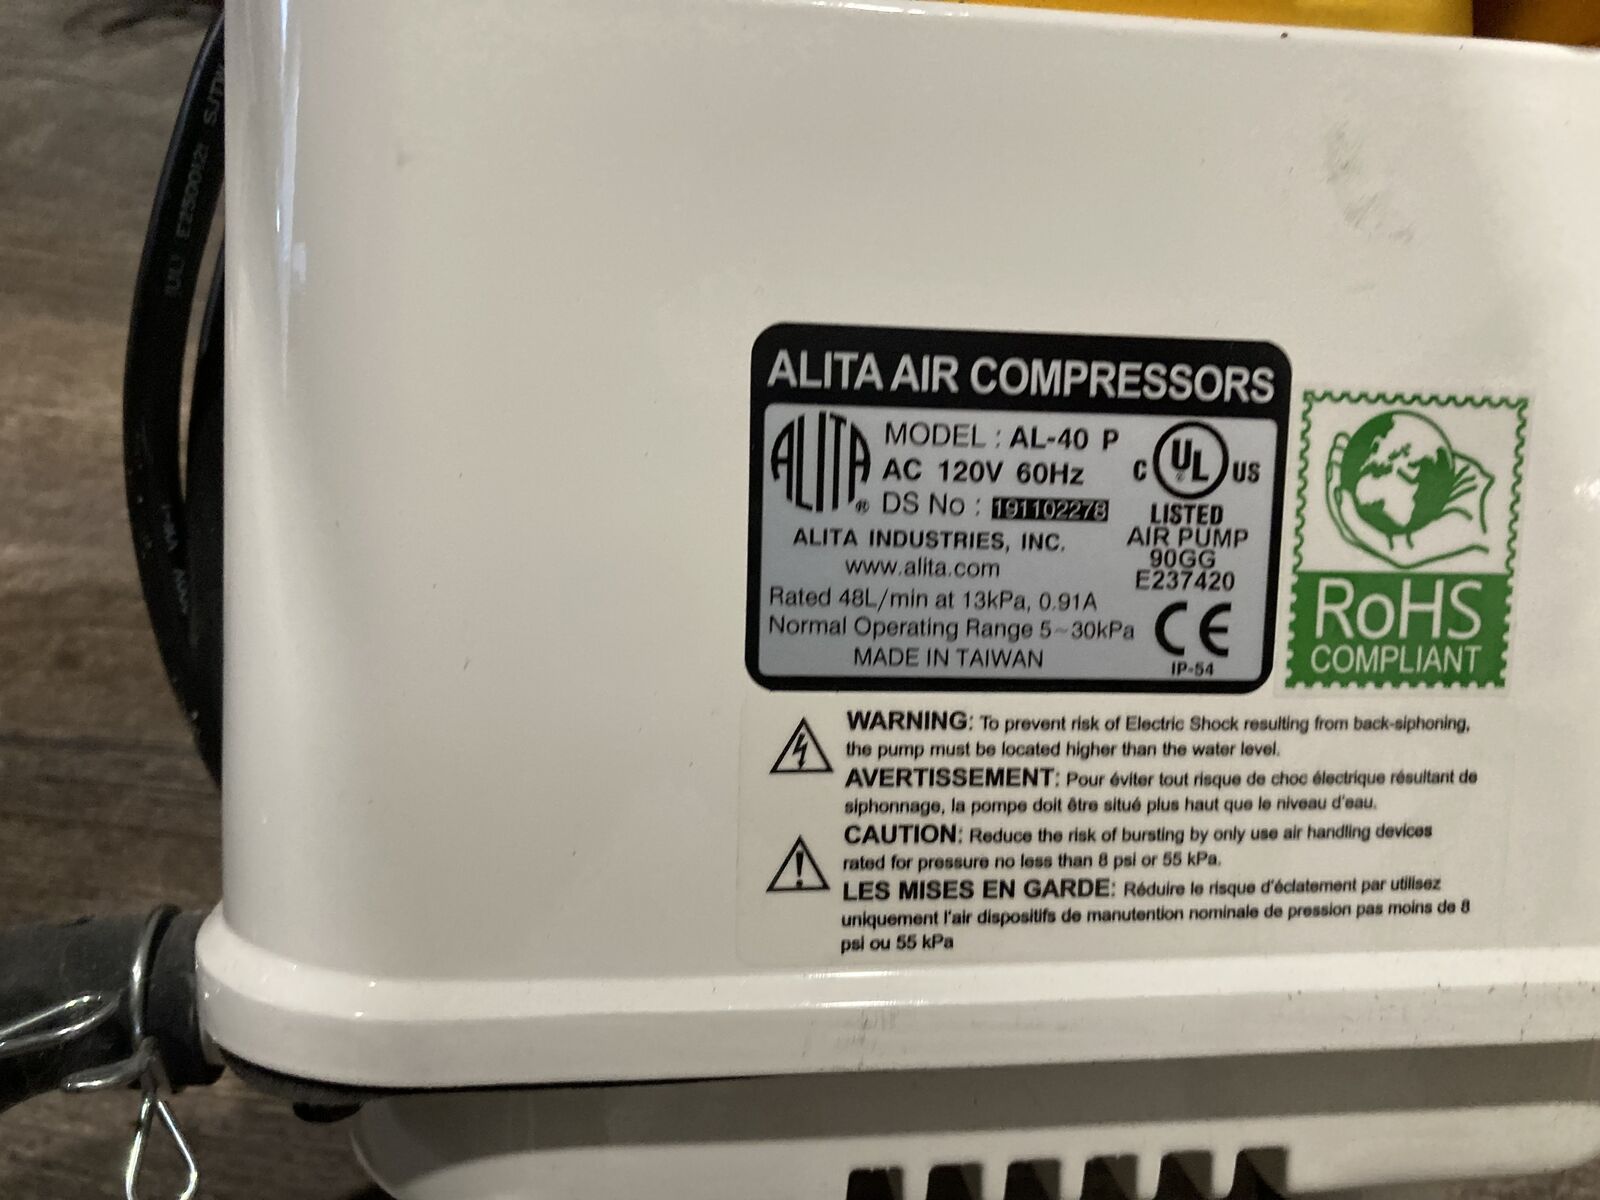 ALITA AIR COMPRESSORS
ALITA ®
MODEL : AL-40 P
AC 120V 60Hz
DS No : 191102278
ALITA INDUSTRIES, INC.
www.alita.com
Rated 48L/min at 13kPa, 0.91A
Normal Operating Range 5~30kPa
MADE IN TAIWAN
C UL US
LISTED
AIR PUMP
90GG
E237420
CE
IP-54
RoHS
COMPLIANT
WARNING: To prevent risk of Electric Shock resulting from back-siphoning,
the pump must be located higher than the water level.
AVERTISSEMENT: Pour éviter tout risque de choc électrique résultant de
siphonnage, la pompe doit être situé plus haut que le niveau d'eau.
CAUTION: Reduce the risk of bursting by only use air handling devices
rated for pressure no less than 8 psi or 55 kPa.
LES MISES EN GARDE: Réduire le risque d'éclatement par utilisez
uniquement l'air dispositifs de manutention nominale de pression pas moins de 8
psi ou 55 kPa